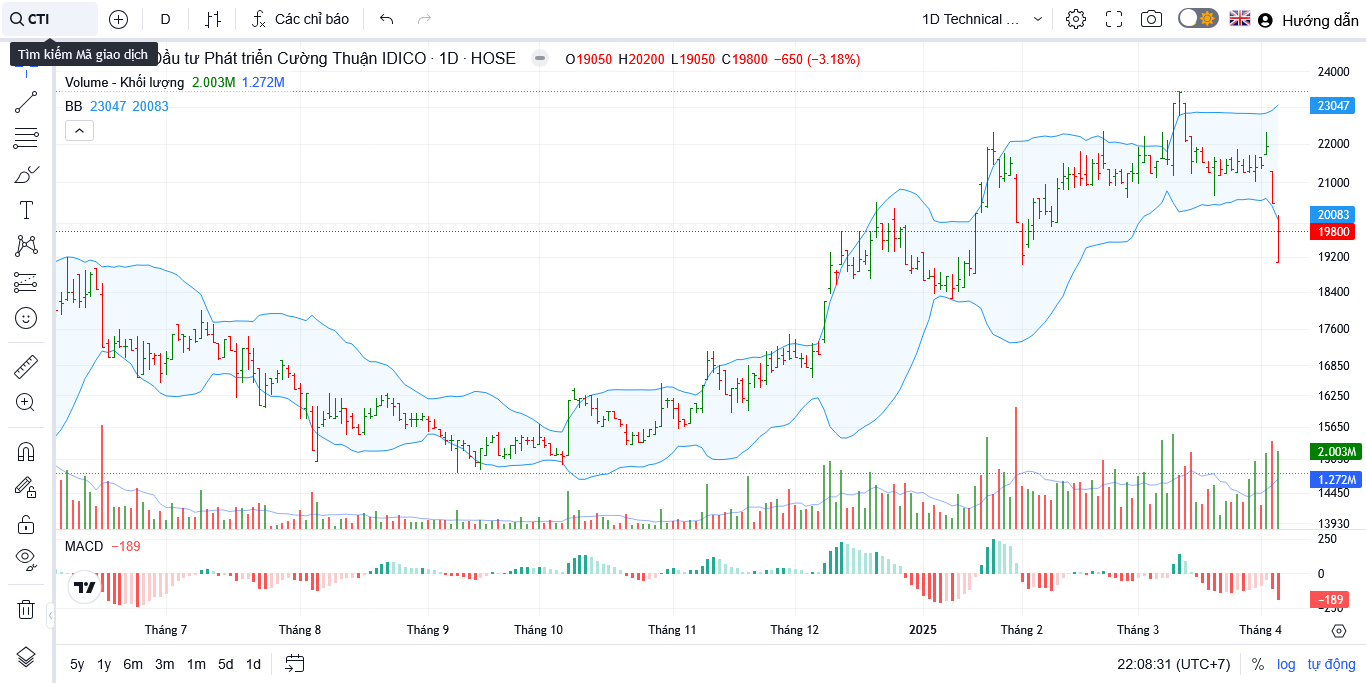 CTI
D
Các chỉ báo
1D Technical ...
Hướng dẫn
Tìm kiếm Mã giao dịch
Đầu tư Phát triển Cường Thuận IDICO · 1D · HOSE
O19050 H20200 L19050 C19800 −650 (−3.18%)
Volume - Khối lượng 2.003M 1.272M
BB 23047 20083
24000
23047
22000
21000
20083
19800
19200
18400
17600
16850
16250
15650
2.003M
1.272M
14450
13930
MACD −189
250
0
−189
Tháng 7
Tháng 8
Tháng 9
Tháng 10
Tháng 11
Tháng 12
2025
Tháng 2
Tháng 3
Tháng 4
5y 1y 6m 3m 1m 5d 1d
22:08:31 (UTC+7)
% log tự động